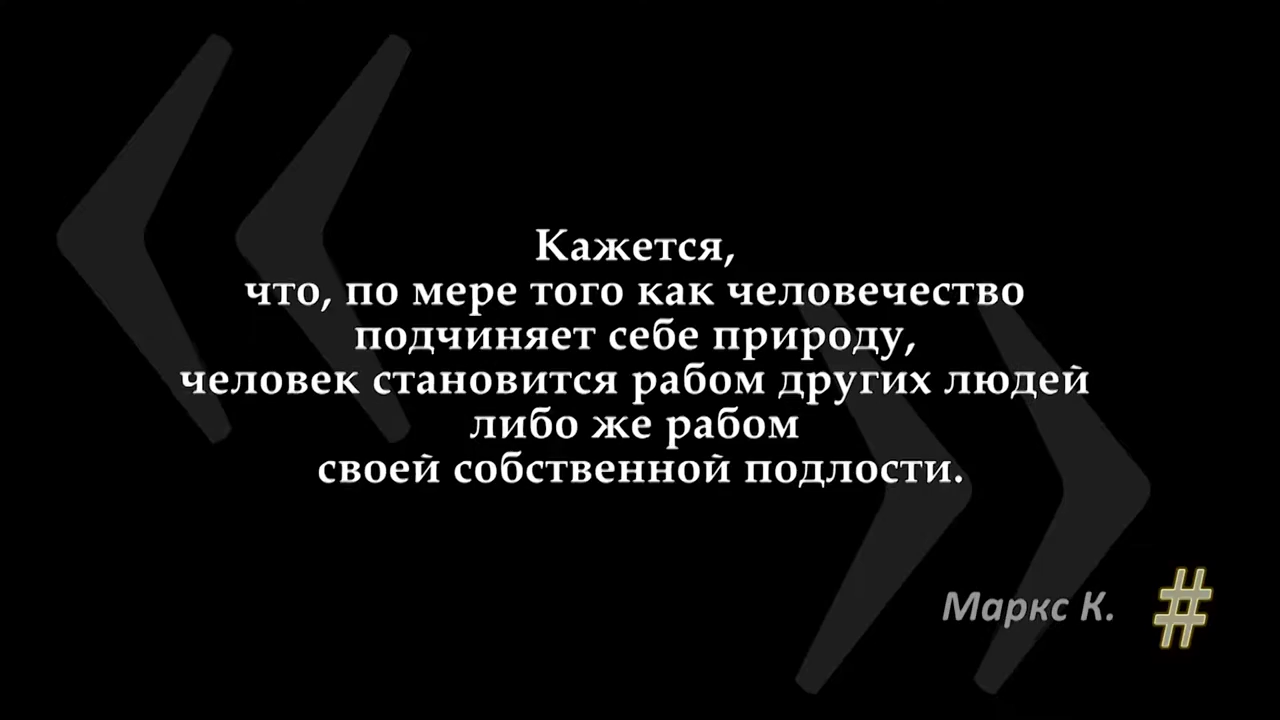 Кажется,
что, по мере того как человечество
подчиняет себе природу,
человек становится рабом других людей
либо же рабом
своей собственной подлости.
Маркс К. #